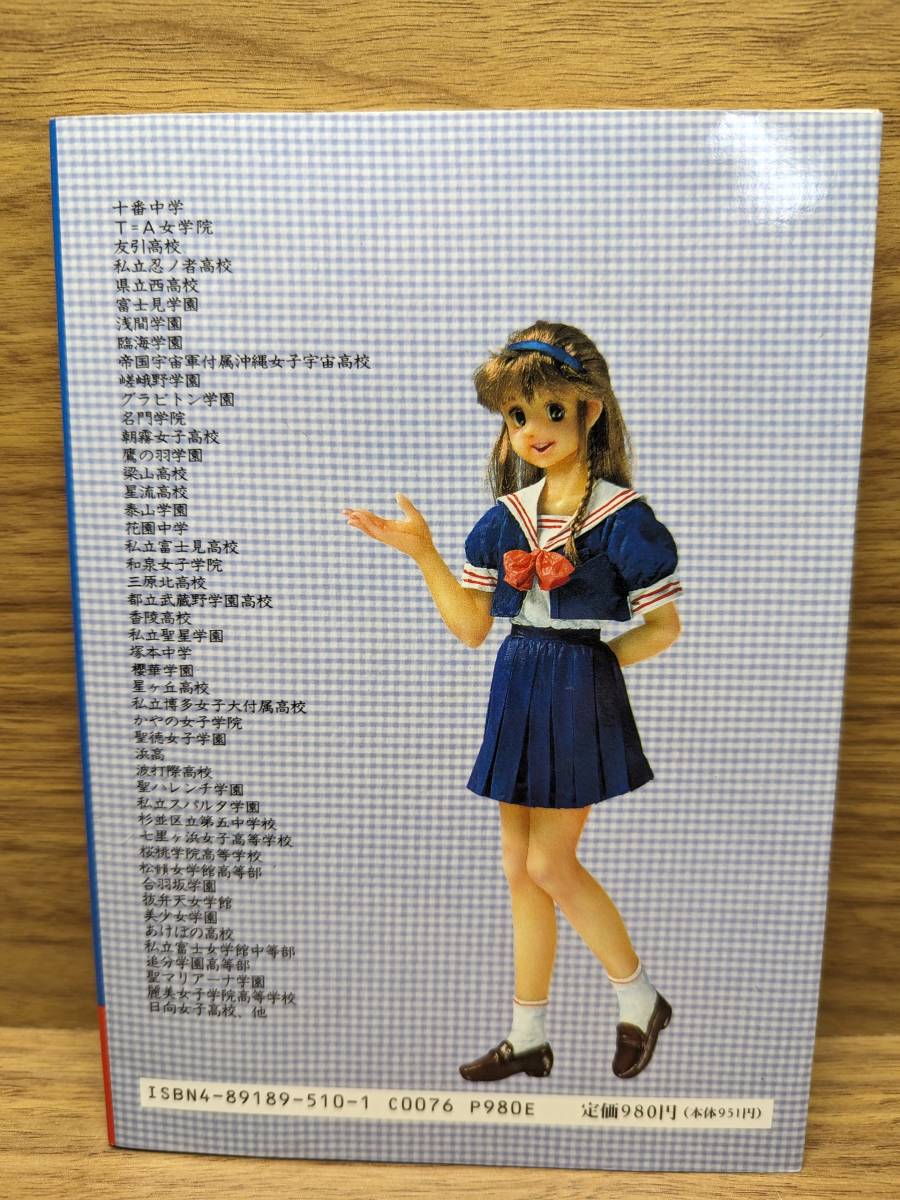 十番中学
T=A女学院
友引高校
私立忍ノ者高校
県立西高校
富士見学園
浅間学園
臨海学園
帝国宇宙軍付属沖縄女子宇宙高校
嵯峨野学園
グラビトン学園
名門学院
朝霧女子高校
鷹の羽学園
梁山高校
星流高校
泰山学園
花園中学
私立富士見高校
和泉女子学院
三原北高校
都立武蔵野学園高校
香陵高校
私立聖星学園
塚本中学
櫻華学園
星ヶ丘高校
私立博多女子大付属高校
かやの女子学院
聖徳女子学園
浜高
波打際高校
聖ハレンチ学園
私立スパルタ学園
杉並区立第五中学校
七里ヶ浜女子高等学校
桜桃学院高等学校
松蔭女学館高等部
合羽坂学園
抜弁天女学館
美少女学園
あけぼの高校
私立富士女学館中等部
追分学園高等部
聖マリアーナ学園
麗美女子学院高等学校
日向女子高校、他
ISBN4-89189-510-1 C0076 P980E 定価980円(本体951円)